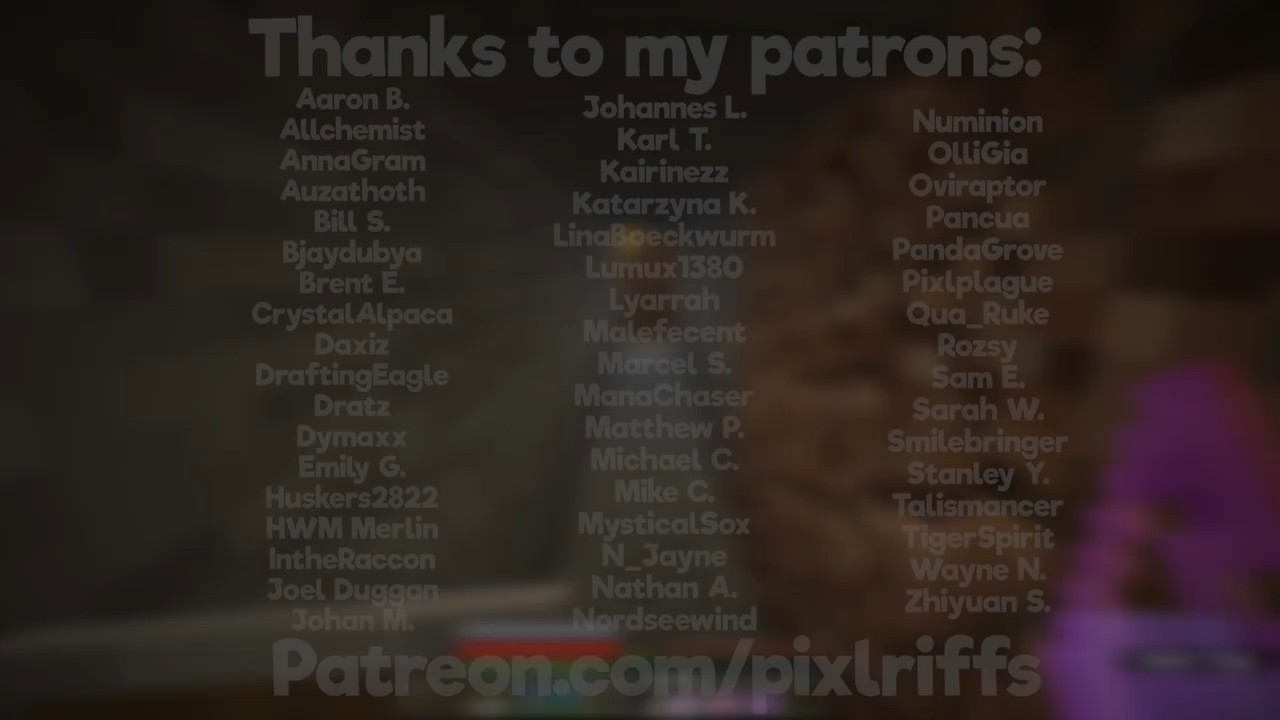 Thanks to my patrons:
Aaron B.
Allchemist
AnnaGram
Auzathoth
Bill S.
Bjaydubya
Brent E.
CrystalAlpaca
Daxiz
DraftingEagle
Dratz
Dymaxx
Emily G.
Huskers2822
HWM Merlin
IntheRaccon
Joel Duggan
Johan M.
Johannes L.
Karl T.
Kairinezz
Katarzyna K.
LinaBoeckwurm
Lumux1380
Lyarrah
Malefecent
Marcel S.
ManaChaser
Matthew P.
Michael C.
Mike C.
MysticalSox
N_Jayne
Nathan A.
Nordseewind
Numinion
OlliGia
Oviraptor
Pancua
PandaGrove
Pixlplague
Qua_Ruke
Rozsy
Sam E.
Sarah W.
Smilebringer
Stanley Y.
Talismancer
TigerSpirit
Wayne N.
Zhiyuan S.
Patreon.com/pixlriffs